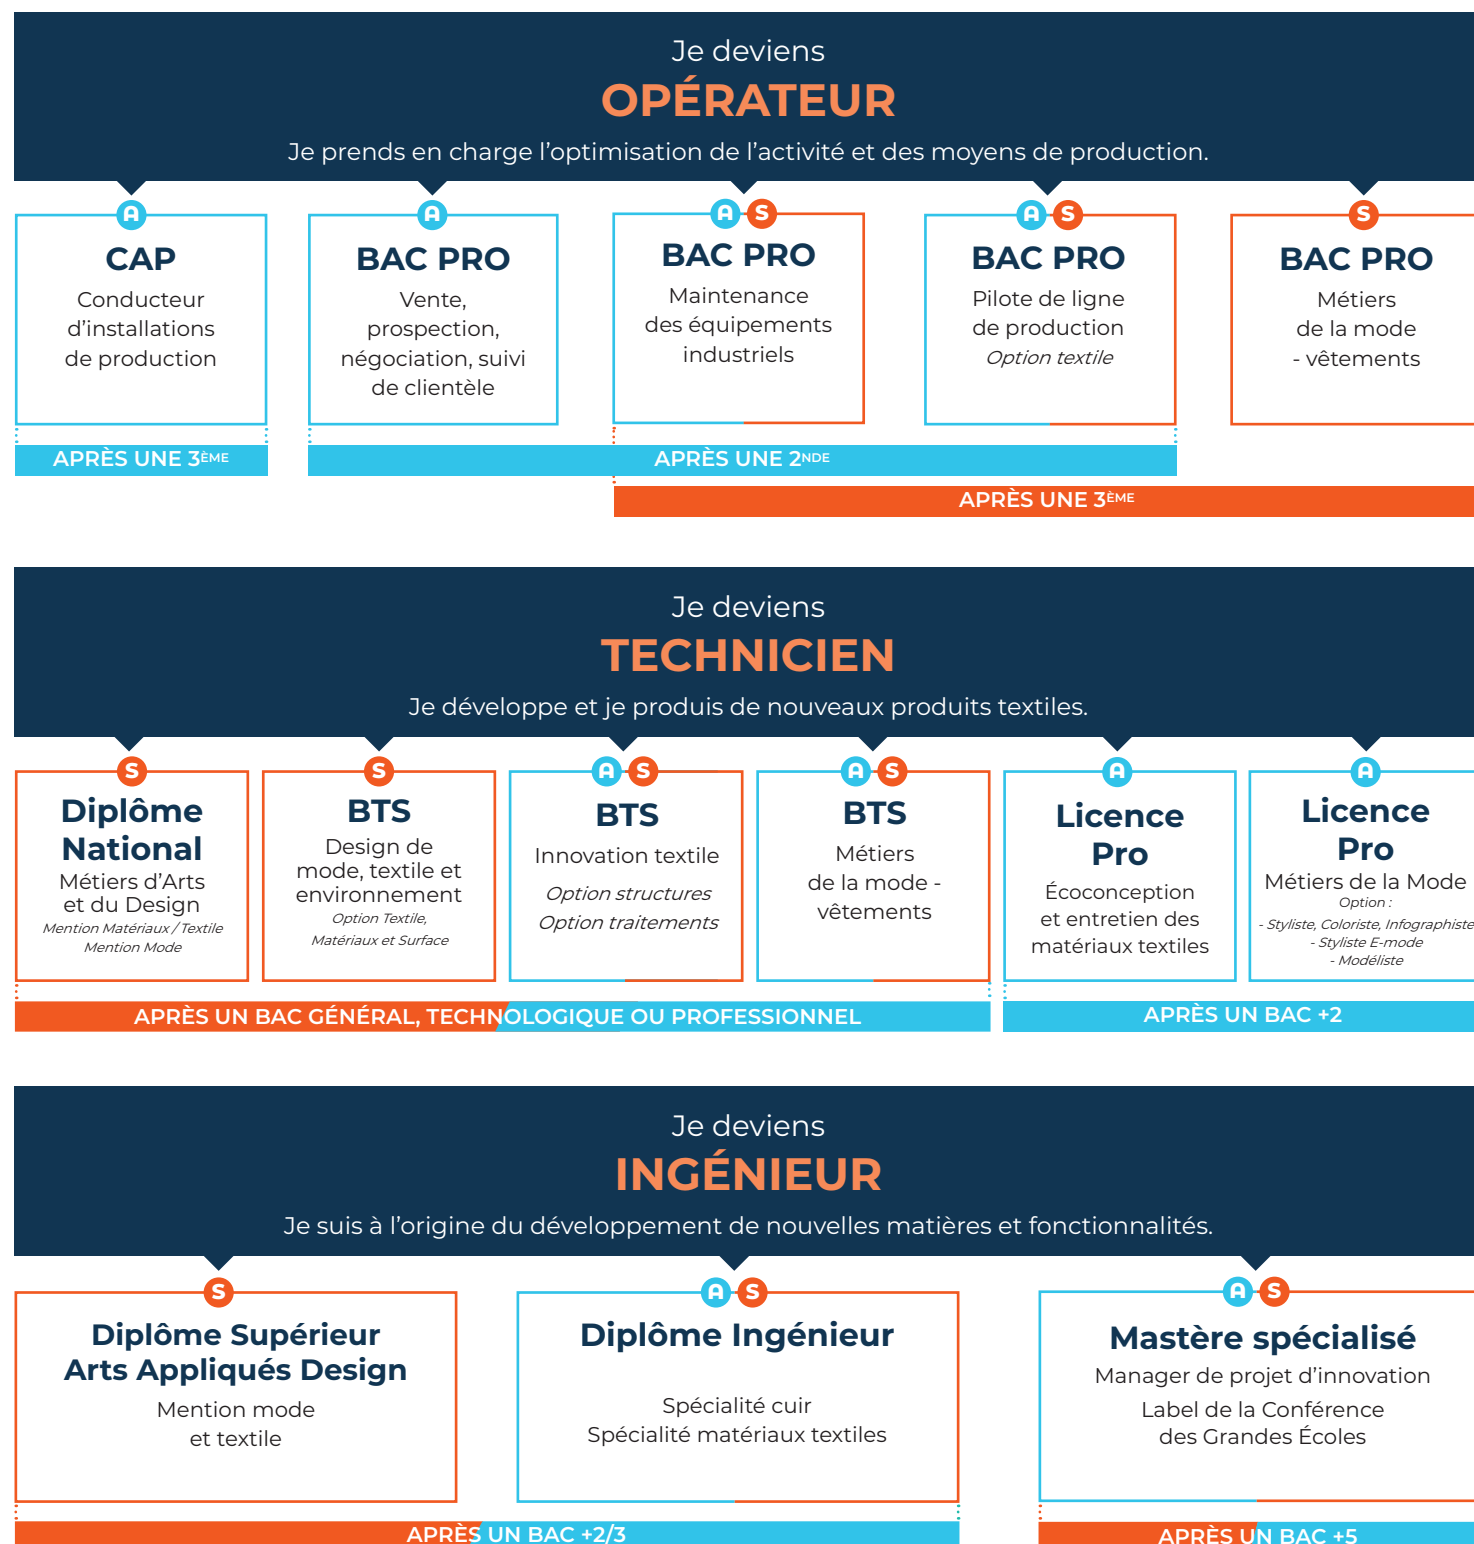 Je deviens
OPÉRATEUR
Je prends en charge l’optimisation de l’activité et des moyens de production.
A
CAP
Conducteur
d’installations
de production
A
BAC PRO
Vente,
prospection,
négociation, suivi
de clientèle
A S
BAC PRO
Maintenance
des équipements
industriels
A S
BAC PRO
Pilote de ligne
de production
Option textile
S
BAC PRO
Métiers
de la mode
- vêtements
APRÈS UNE 3ÈME
APRÈS UNE 2NDE
APRÈS UNE 3ÈME
Je deviens
TECHNICIEN
Je développe et je produis de nouveaux produits textiles.
S
Diplôme
National
Métiers d’Arts
et du Design
Mention Matériaux / Textile
Mention Mode
S
BTS
Design de
mode, textile et
environnement
Option Textile,
Matériaux et Surface
A S
BTS
Innovation textile
Option structures
Option traitements
A S
BTS
Métiers
de la mode -
vêtements
A
Licence
Pro
Écoconception
et entretien des
matériaux textiles
A
Licence
Pro
Métiers de la Mode
Option :
- Styliste, Coloriste, Infographiste
- Styliste E-mode
- Modéliste
APRÈS UN BAC GÉNÉRAL, TECHNOLOGIQUE OU PROFESSIONNEL
APRÈS UN BAC +2
Je deviens
INGÉNIEUR
Je suis à l’origine du développement de nouvelles matières et fonctionnalités.
S
Diplôme Supérieur
Arts Appliqués Design
Mention mode
et textile
A S
Diplôme Ingénieur
Spécialité cuir
Spécialité matériaux textiles
A S
Mastère spécialisé
Manager de projet d’innovation
Label de la Conférence
des Grandes Écoles
APRÈS UN BAC +2/3
APRÈS UN BAC +5